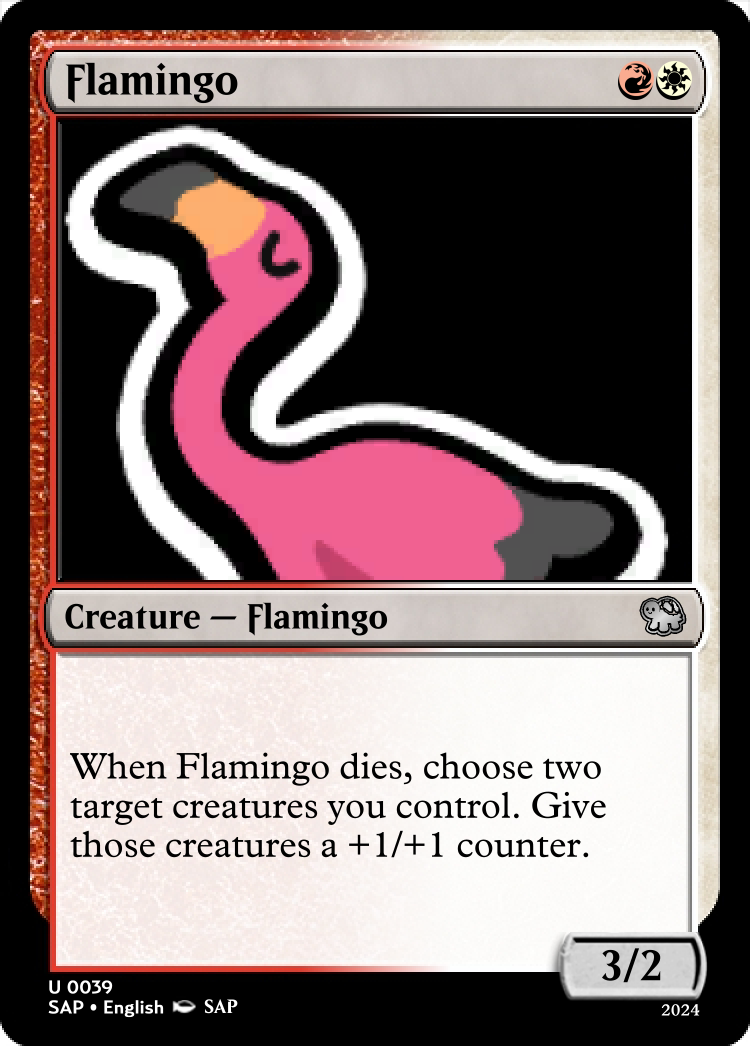 Flamingo
Creature — Flamingo
When Flamingo dies, choose two
target creatures you control. Give
those creatures a +1/+1 counter.
3/2
U 0039
SAP • English SAP
2024